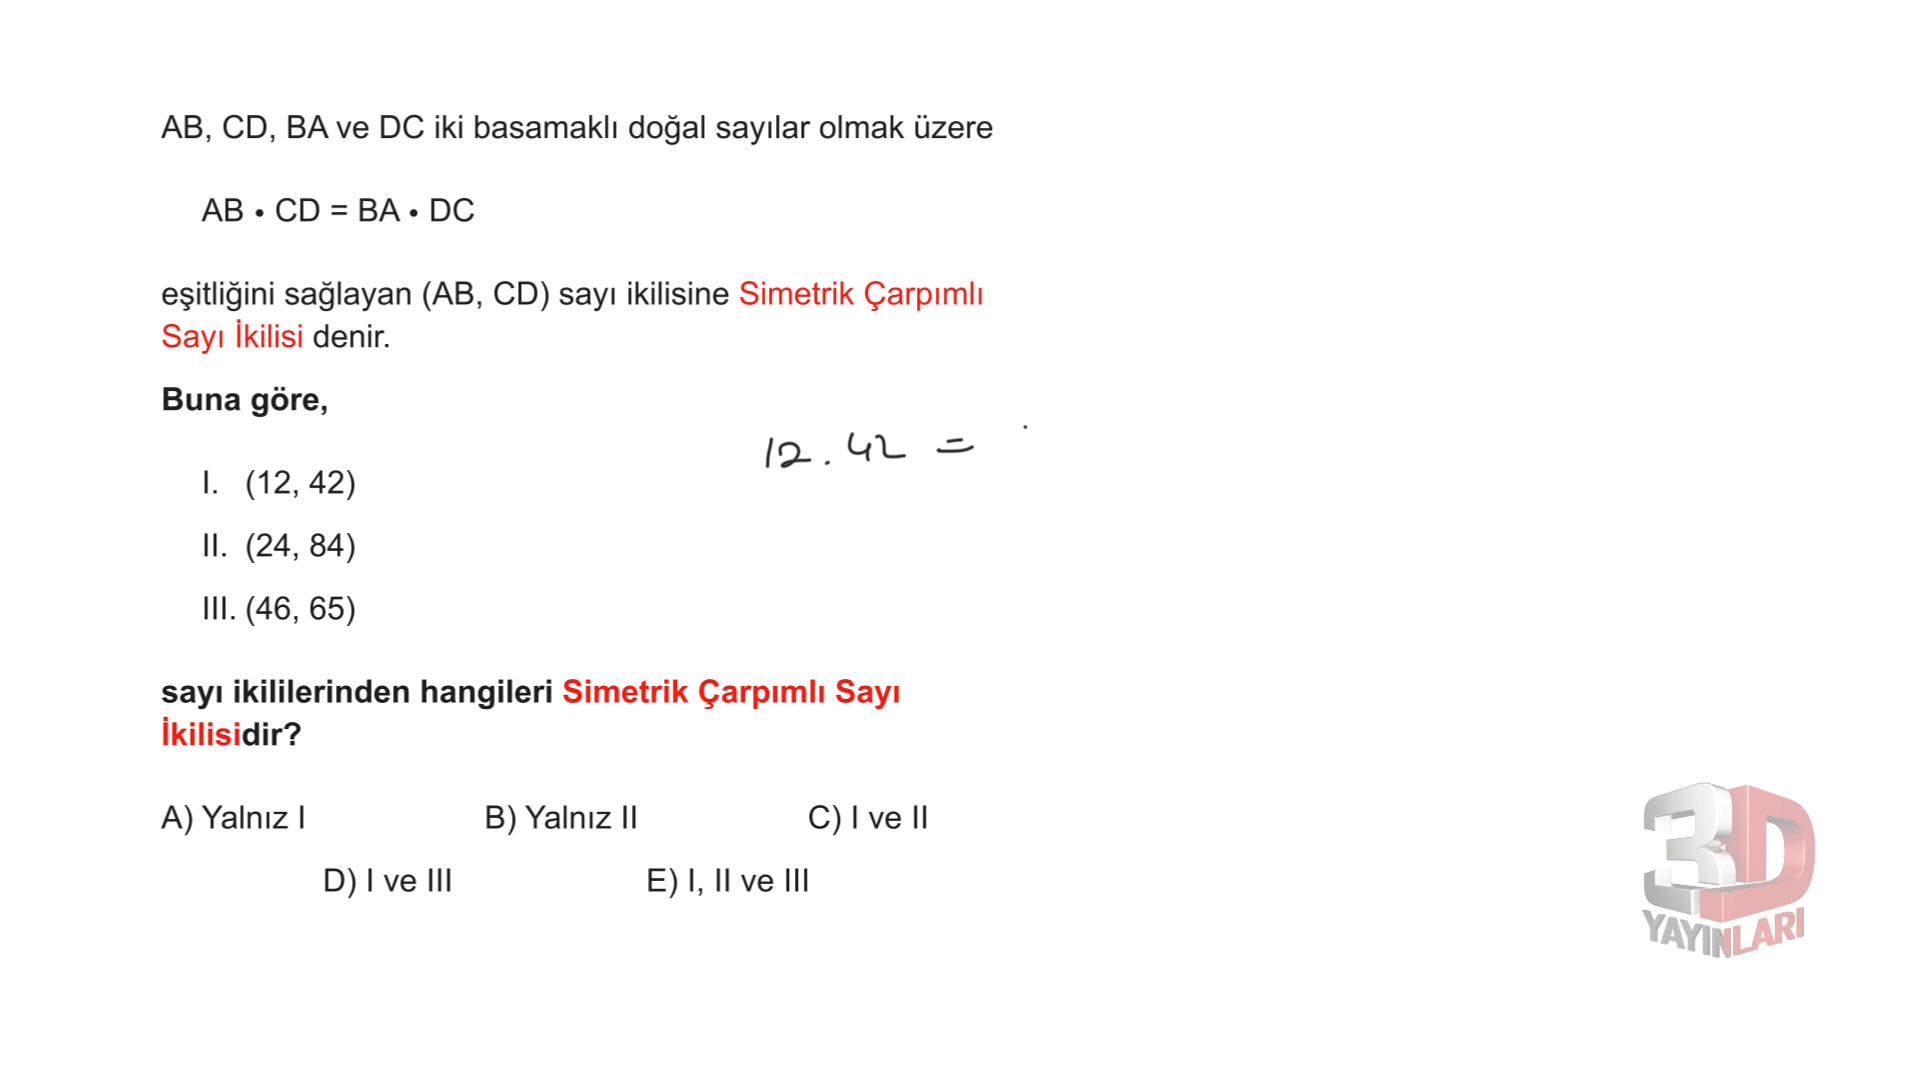 AB, CD, BA ve DC iki basamaklı doğal sayılar olmak üzere
AB • CD = BA • DC
eşitliğini sağlayan (AB, CD) sayı ikilisine Simetrik Çarpımlı
Sayı İkilisi denir.
Buna göre,
12 . 42 =
I. (12, 42)
II. (24, 84)
III. (46, 65)
sayı ikililerinden hangileri Simetrik Çarpımlı Sayı
İkilisidir?
A) Yalnız I B) Yalnız II C) I ve II
D) I ve III E) I, II ve III
3D
YAYINLARI